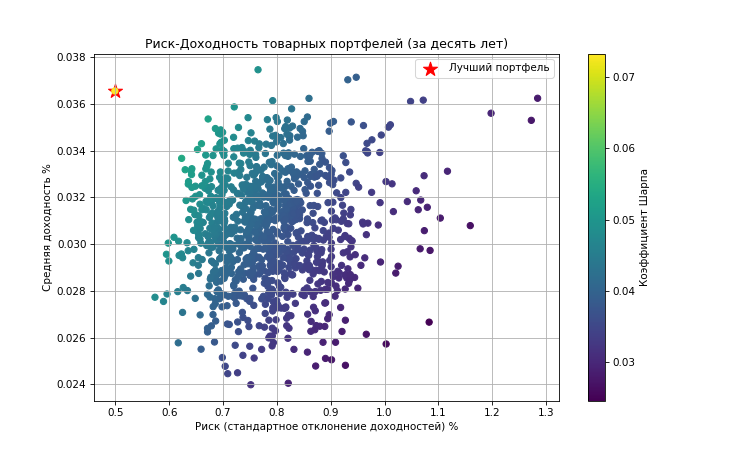 Риск-Доходность товарных портфелей (за десять лет)
Лучший портфель
Средняя доходность %
0.038
0.036
0.034
0.032
0.030
0.028
0.026
0.024
0.5 0.6 0.7 0.8 0.9 1.0 1.1 1.2 1.3
Риск (стандартное отклонение доходностей) %
0.07
0.06
0.05
0.04
0.03
Коэффициент Шарпа